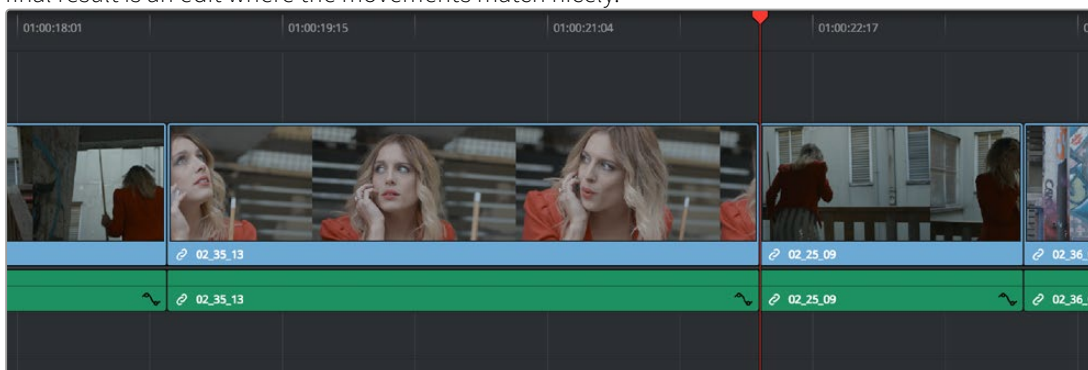 final result is an edit where the movements match nicely.
01:00:18:01 01:00:19:15 01:00:21:04 01:00:22:17
02_35_13 02_25_09 02_36_
02_35_13 02_25_09 02_36_